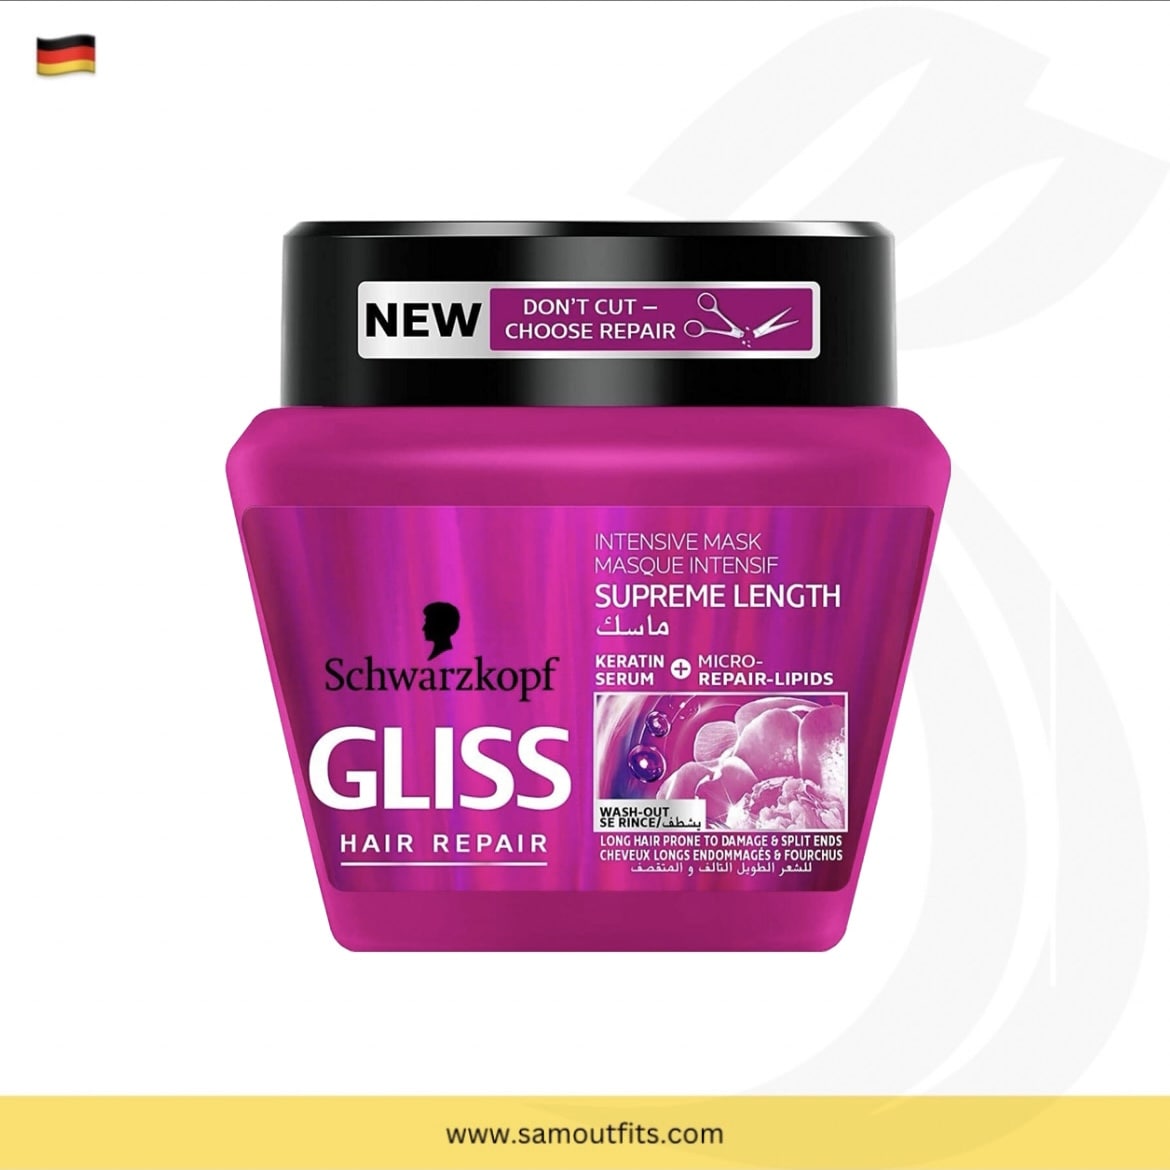 NEW
DON'T CUT –
CHOOSE REPAIR
INTENSIVE MASK
MASQUE INTENSIF
SUPREME LENGTH
ماسك
KERATIN SERUM + MICRO-REPAIR-LIPIDS
Schwarzkopf
GLISS
HAIR REPAIR
WASH-OUT
SE RINCE/يشطف
LONG HAIR PRONE TO DAMAGE & SPLIT ENDS
CHEVEUX LONGS ENDOMMAGÉS & FOURCHUS
للشعر الطويل التالف و المتقصف
www.samoutfits.com